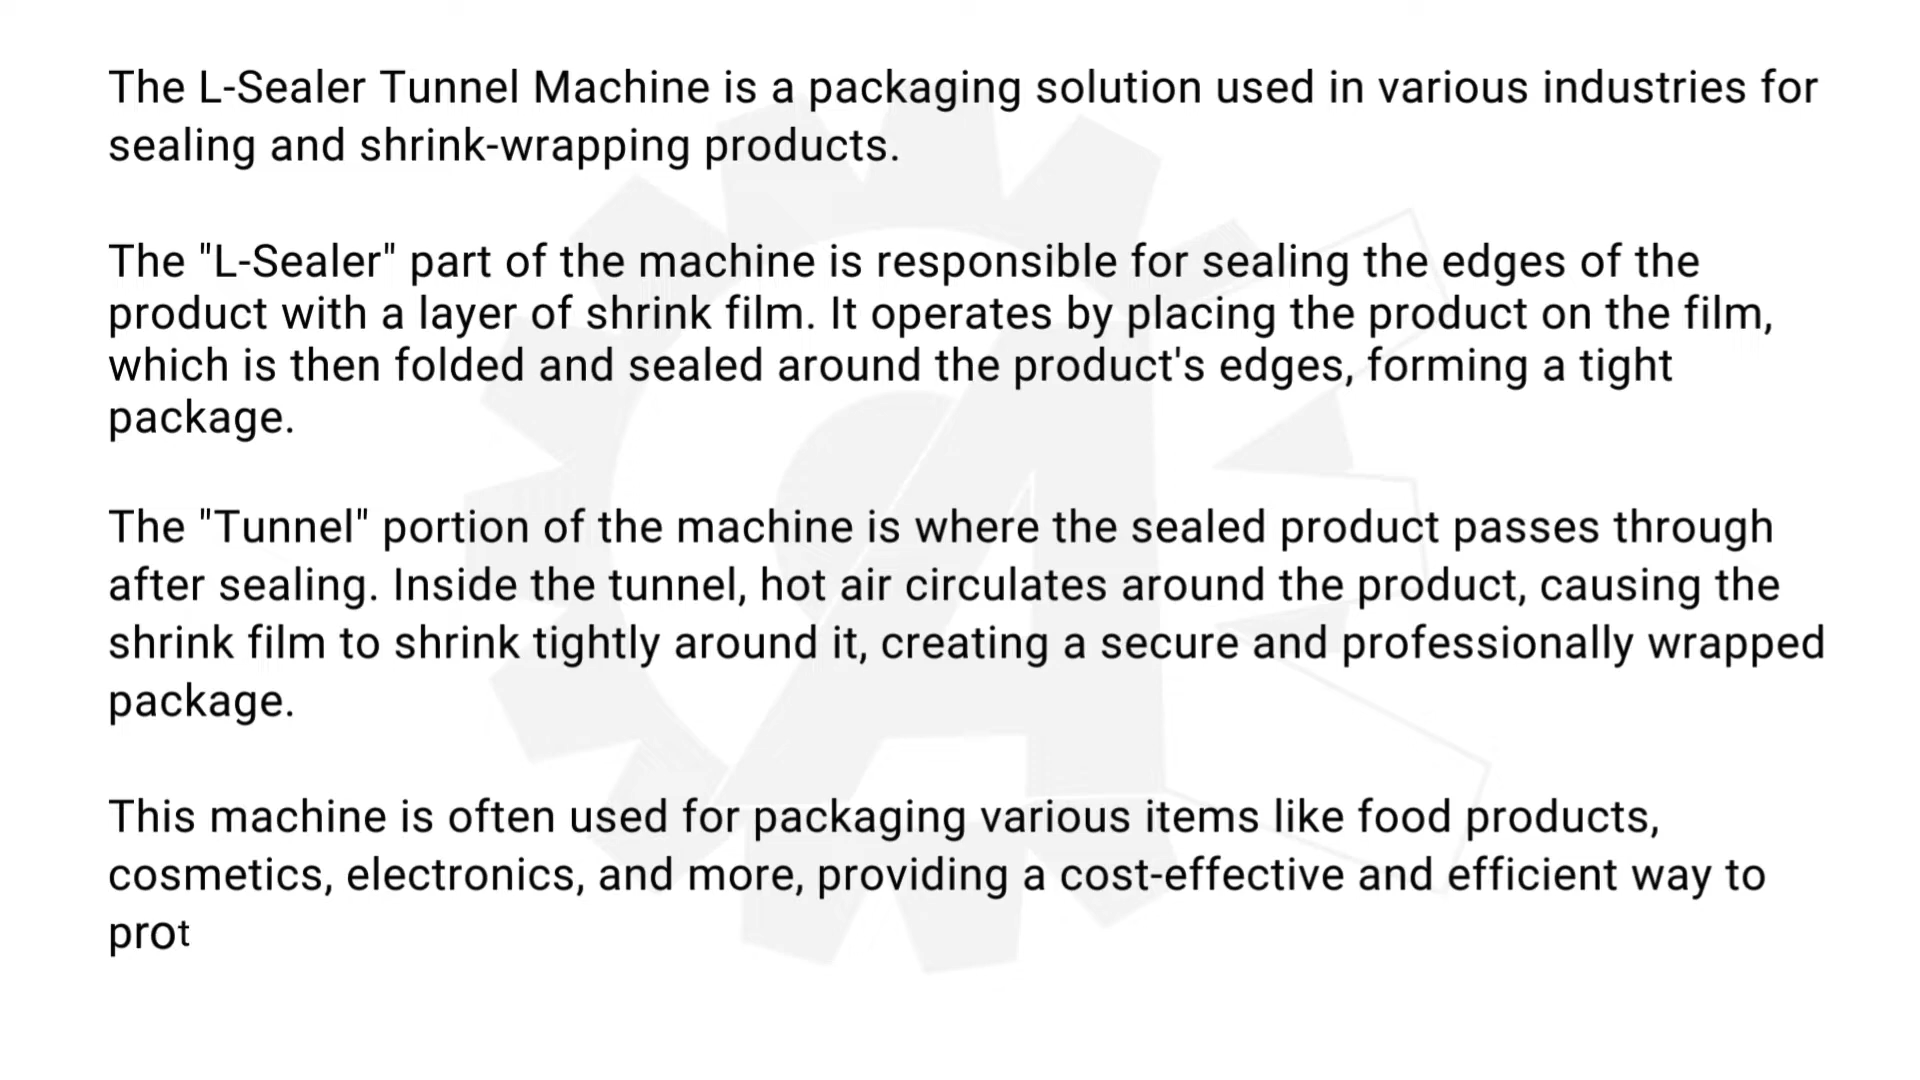 The L-Sealer Tunnel Machine is a packaging solution used in various industries for
sealing and shrink-wrapping products.
The "L-Sealer" part of the machine is responsible for sealing the edges of the
product with a layer of shrink film. It operates by placing the product on the film,
which is then folded and sealed around the product's edges, forming a tight
package.
The "Tunnel" portion of the machine is where the sealed product passes through
after sealing. Inside the tunnel, hot air circulates around the product, causing the
shrink film to shrink tightly around it, creating a secure and professionally wrapped
package.
This machine is often used for packaging various items like food products,
cosmetics, electronics, and more, providing a cost-effective and efficient way to
prot